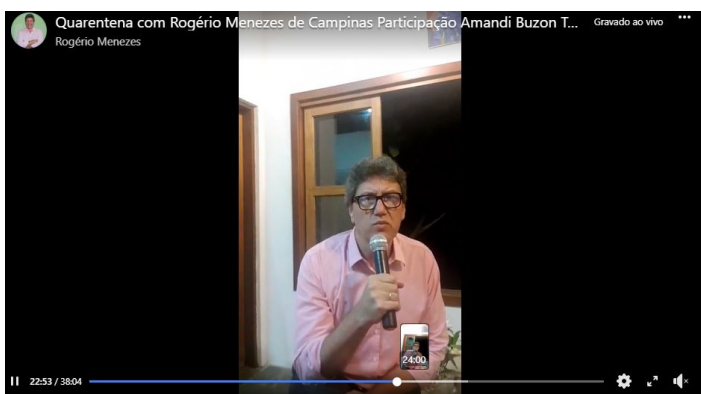 Quarentena com Rogério Menezes de Campinas Participação Amandi Buzon T...
Gravado ao vivo
Rogério Menezes
24:00
22:53 / 38:04